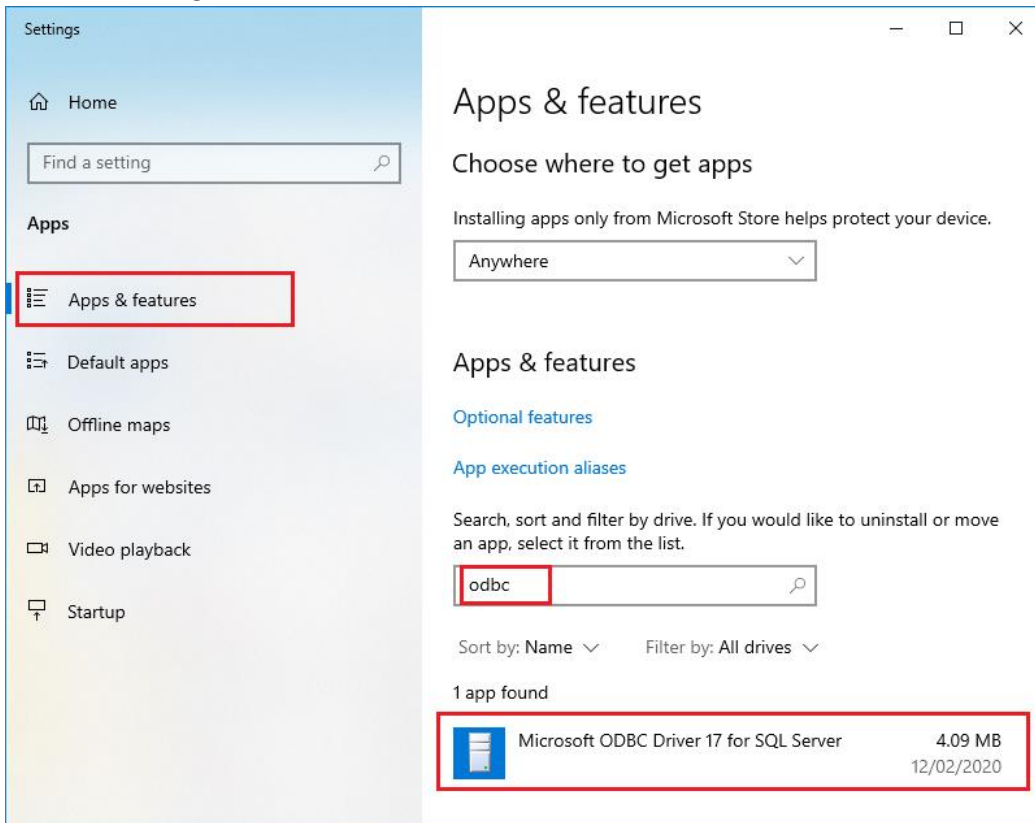 Settings
Home
Find a setting
Apps
Apps & features
Default apps
Offline maps
Apps for websites
Video playback
Startup
Apps & features
Choose where to get apps
Installing apps only from Microsoft Store helps protect your device.
Anywhere
Apps & features
Optional features
App execution aliases
Search, sort and filter by drive. If you would like to uninstall or move
an app, select it from the list.
odbc
Sort by: Name Filter by: All drives
1 app found
Microsoft ODBC Driver 17 for SQL Server 4.09 MB
12/02/2020